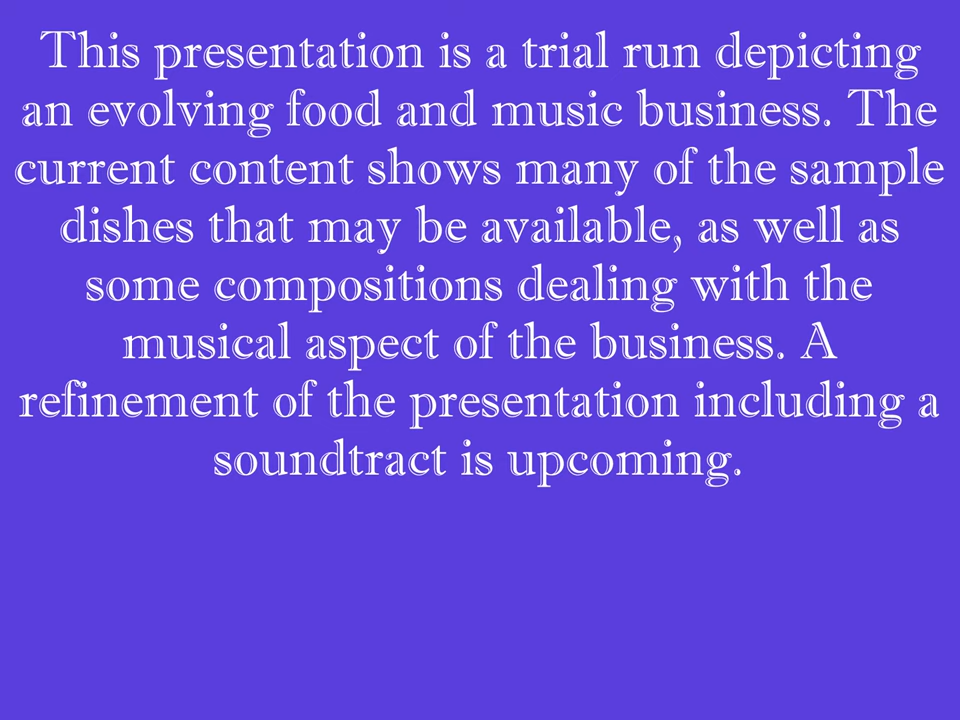 This presentation is a trial run depicting
an evolving food and music business. The
current content shows many of the sample
dishes that may be available, as well as
some compositions dealing with the
musical aspect of the business. A
refinement of the presentation including a
soundtract is upcoming.